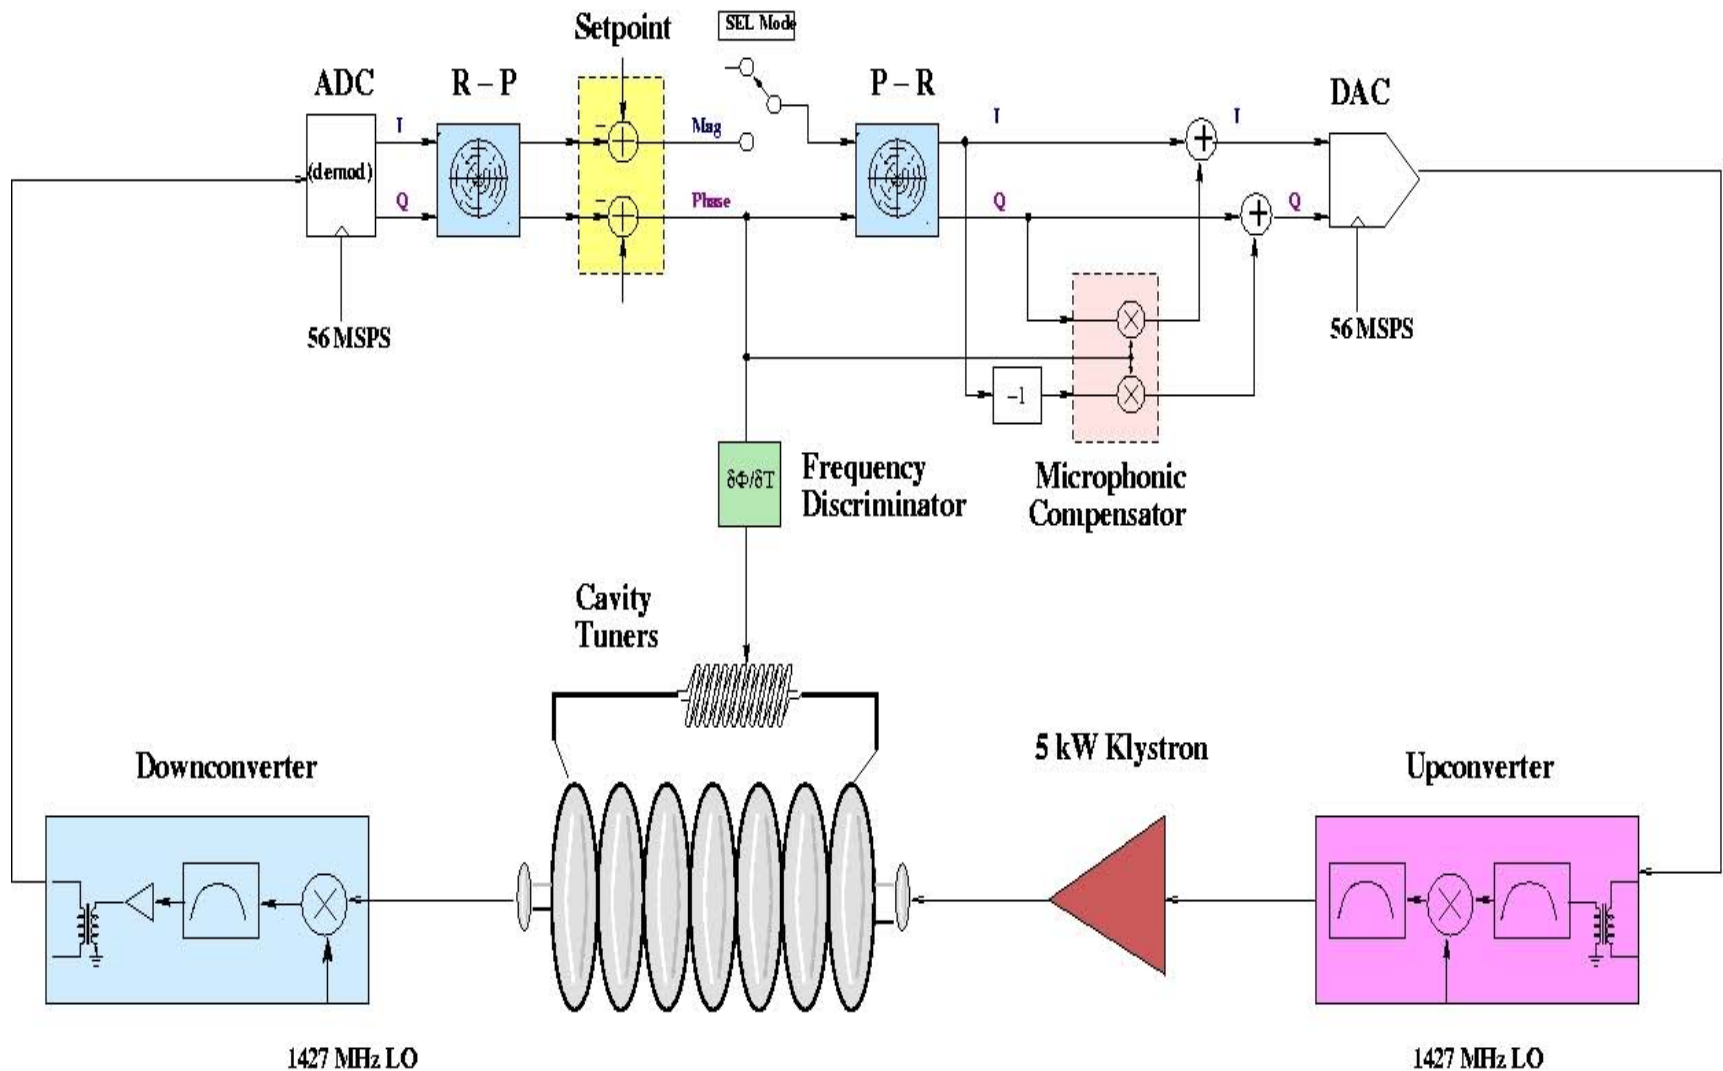 Setpoint
SEL Mode
ADC
R – P
P – R
DAC
I
Mag
I
I
(demod)
Q
Phase
Q
Q
56 MSPS
56 MSPS
–1
δΦ/δT
Frequency
Discriminator
Microphonic
Compensator
Cavity
Tuners
Downconverter
5 kW Klystron
Upconverter
1427 MHz LO
1427 MHz LO